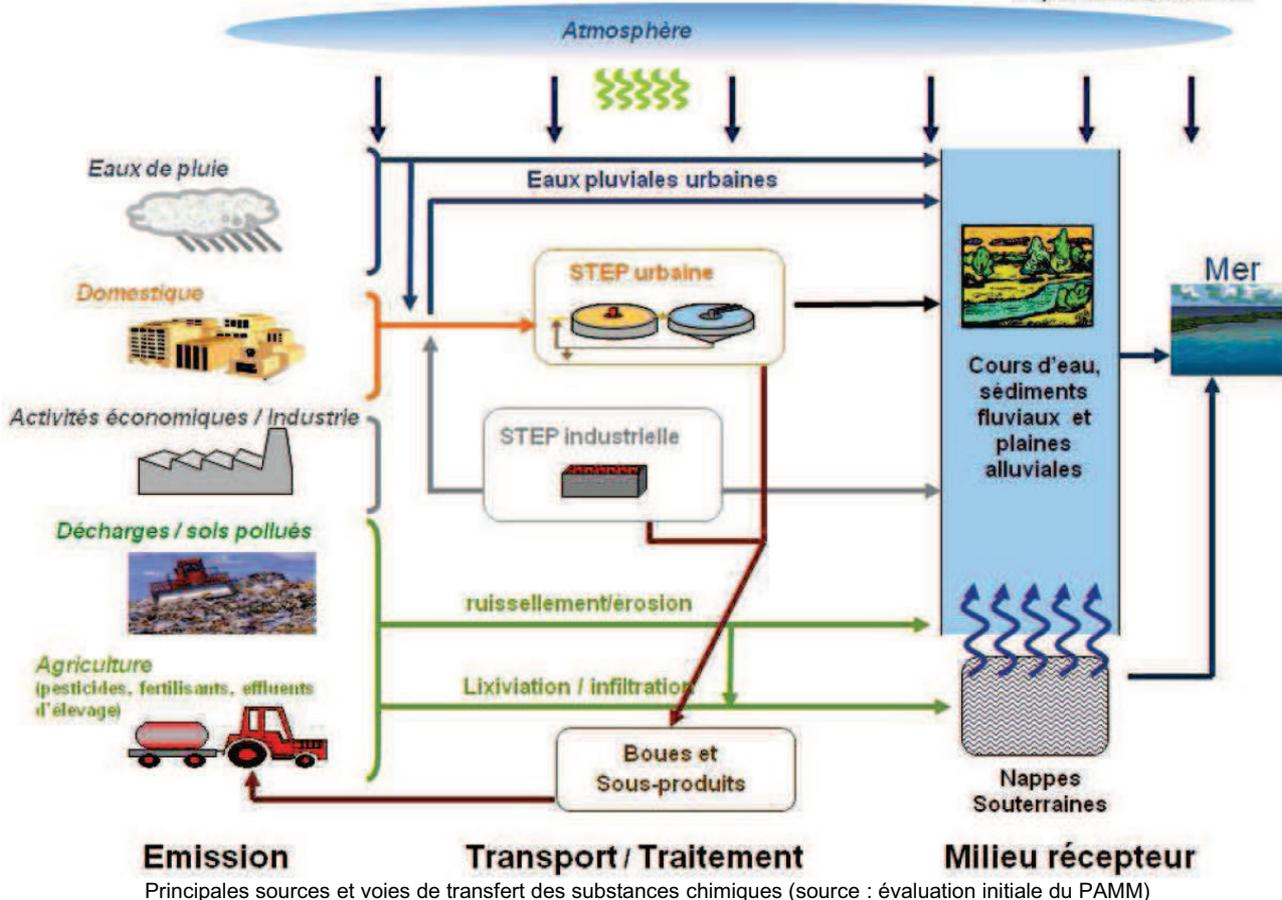 Atmosphère
Eaux de pluie
Eaux pluviales urbaines
Domestique
STEP urbaine
Mer
Cours d'eau,
sédiments
fluviaux et
plaines
alluviales
Activités économiques / Industrie
STEP industrielle
Décharges / sols pollués
ruissellement/érosion
Agriculture
(pesticides, fertilisants, effluents
d'élevage)
Lixiviation / infiltration
Boues et
Sous-produits
Nappes
Souterraines
Emission
Transport / Traitement
Milieu récepteur
Principales sources et voies de transfert des substances chimiques (source : évaluation initiale du PAMM)